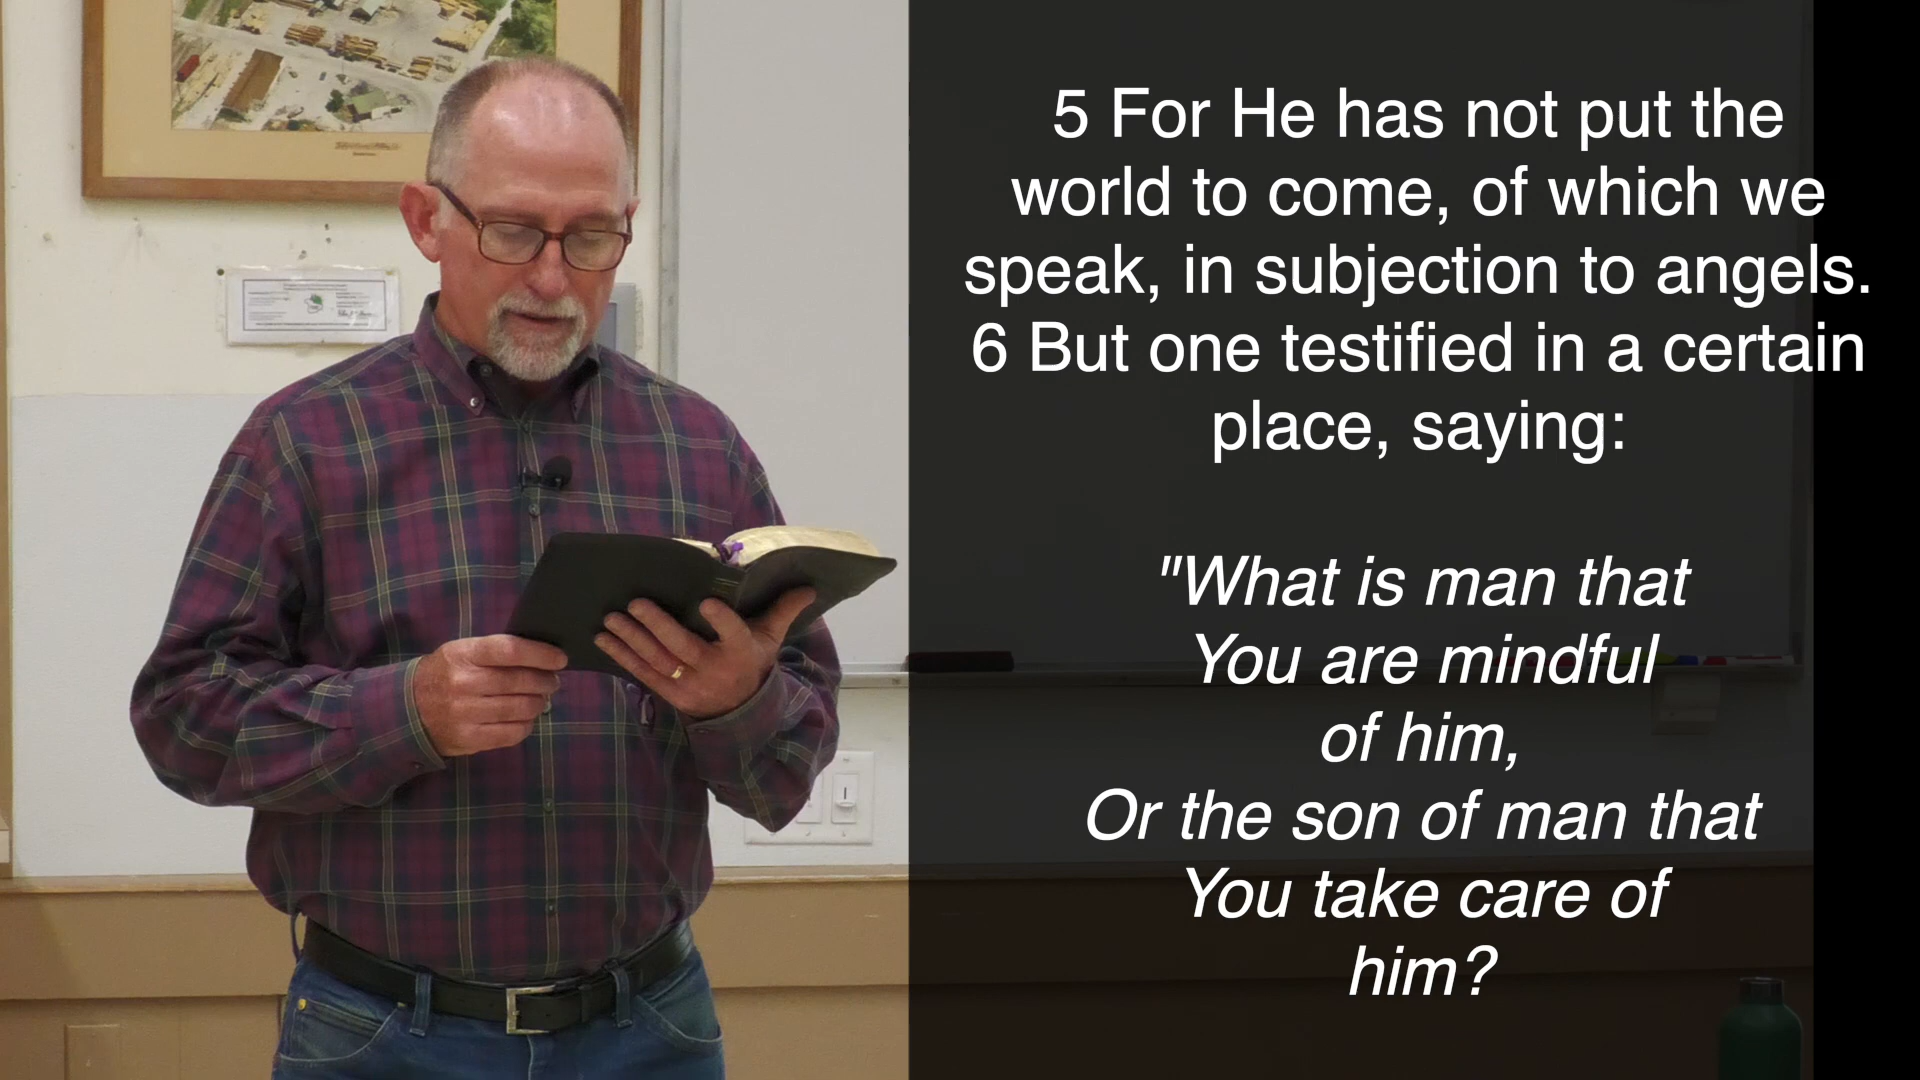 5 For He has not put the
world to come, of which we
speak, in subjection to angels.
6 But one testified in a certain
place, saying:
"What is man that
You are mindful
of him,
Or the son of man that
You take care of
him?